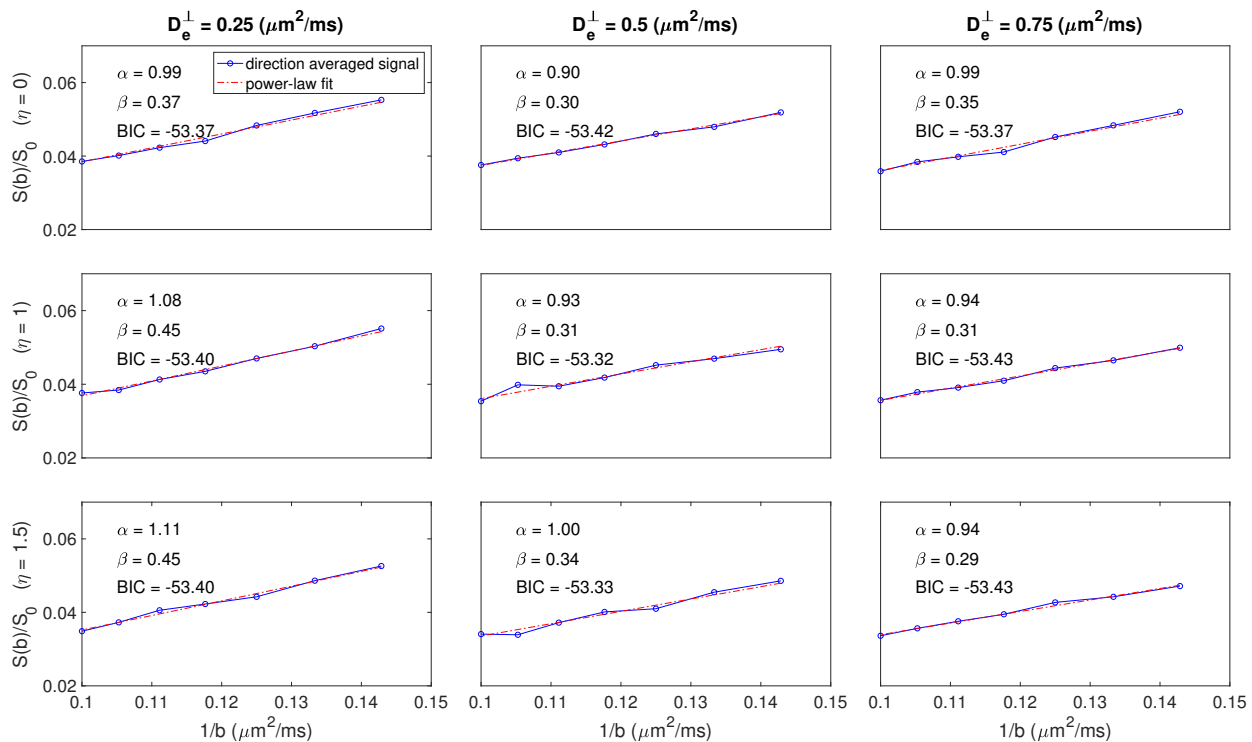 D_e^⊥ = 0.25 (μm²/ms)
D_e^⊥ = 0.5 (μm²/ms)
D_e^⊥ = 0.75 (μm²/ms)
S(b)/S_0 (η = 0)
0.06
0.04
0.02
α = 0.99
β = 0.37
BIC = -53.37
direction averaged signal
power-law fit
α = 0.90
β = 0.30
BIC = -53.42
α = 0.99
β = 0.35
BIC = -53.37
S(b)/S_0 (η = 1)
0.06
0.04
0.02
α = 1.08
β = 0.45
BIC = -53.40
α = 0.93
β = 0.31
BIC = -53.32
α = 0.94
β = 0.31
BIC = -53.43
S(b)/S_0 (η = 1.5)
0.06
0.04
0.02
α = 1.11
β = 0.45
BIC = -53.40
α = 1.00
β = 0.34
BIC = -53.33
α = 0.94
β = 0.29
BIC = -53.43
0.1 0.11 0.12 0.13 0.14 0.15
0.1 0.11 0.12 0.13 0.14 0.15
0.1 0.11 0.12 0.13 0.14 0.15
1/b (μm²/ms)
1/b (μm²/ms)
1/b (μm²/ms)